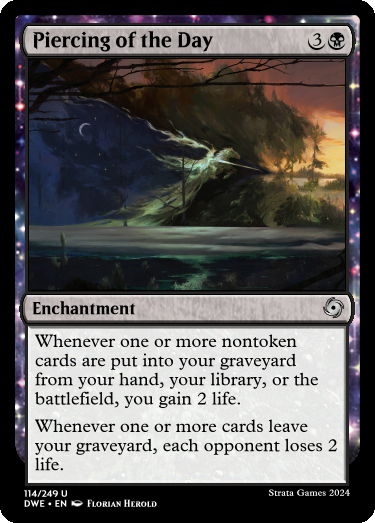 Piercing of the Day 3
Enchantment
Whenever one or more nontoken
cards are put into your graveyard
from your hand, your library, or the
battlefield, you gain 2 life.
Whenever one or more cards leave
your graveyard, each opponent loses 2
life.
114/249 U
Strata Games 2024
DWE • EN Florian Herold